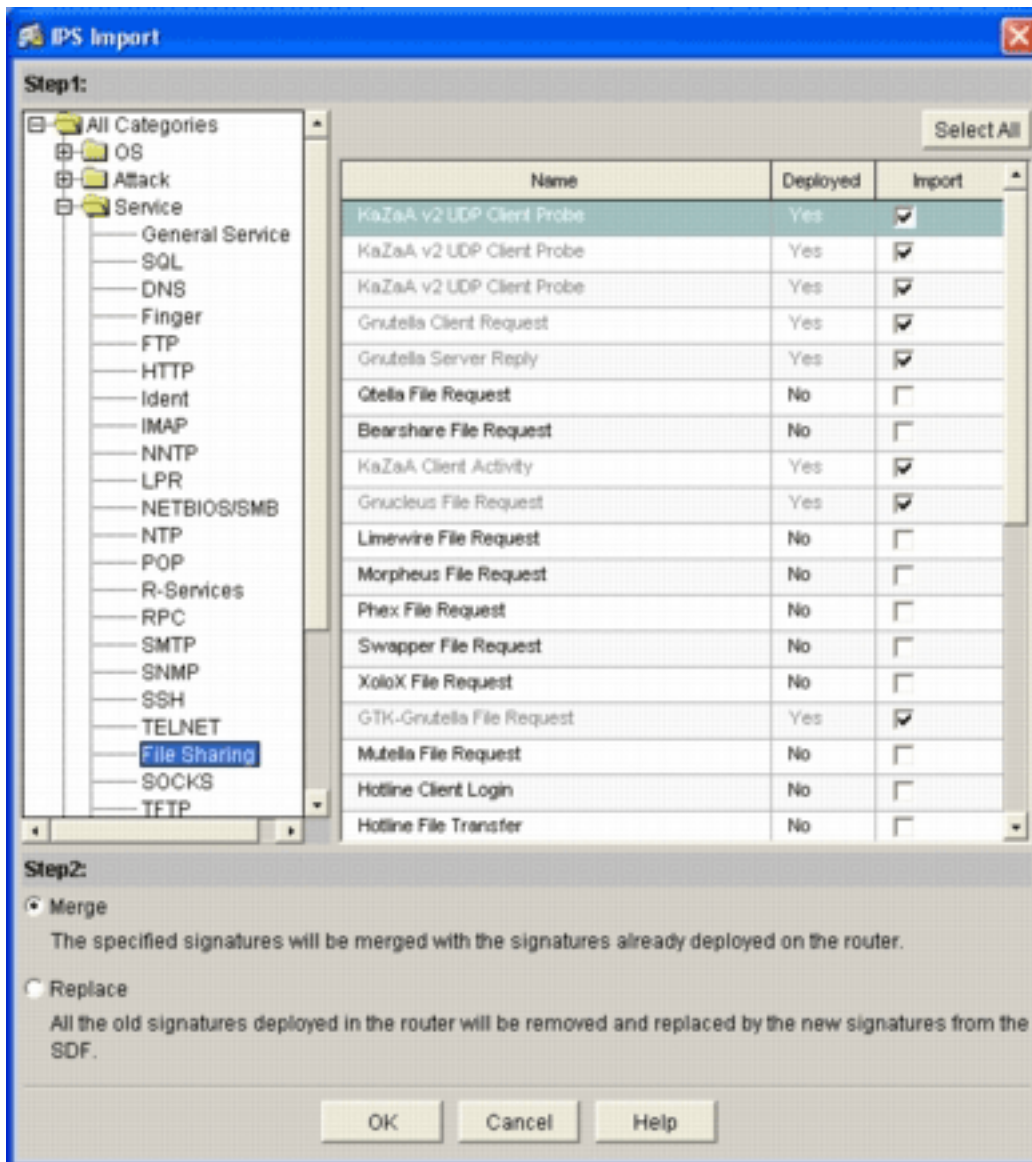 IPS Import
Step1:
All Categories
OS
Attack
Service
General Service
SQL
DNS
Finger
FTP
HTTP
Ident
IMAP
NNTP
LPR
NETBIOS/SMB
NTP
POP
R-Services
RPC
SMTP
SNMP
SSH
TELNET
File Sharing
SOCKS
TFTP
Select All
Name Deployed Import
KaZaA v2 UDP Client Probe Yes
KaZaA v2 UDP Client Probe Yes
KaZaA v2 UDP Client Probe Yes
Gnutella Client Request Yes
Gnutella Server Reply Yes
Qtella File Request No
Bearshare File Request No
KaZaA Client Activity Yes
Gnucleus File Request Yes
Limewire File Request No
Morpheus File Request No
Phex File Request No
Swapper File Request No
XoloX File Request No
GTK-Gnutella File Request Yes
Mutella File Request No
Hotline Client Login No
Hotline File Transfer No
Step2:
Merge
The specified signatures will be merged with the signatures already deployed on the router.
Replace
All the old signatures deployed in the router will be removed and replaced by the new signatures from the
SDF.
OK Cancel Help